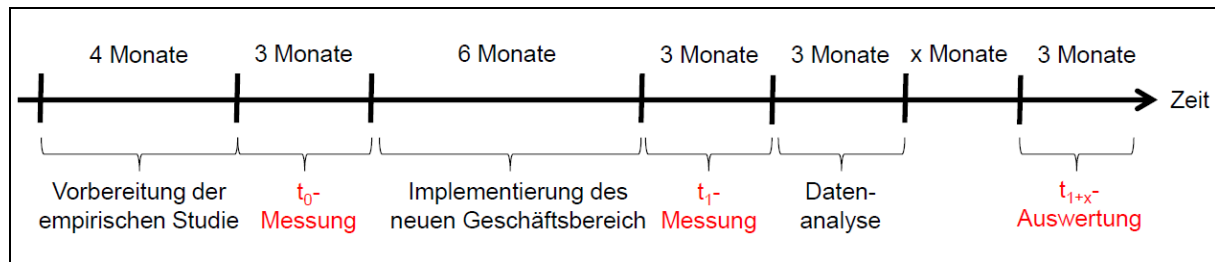 4 Monate 3 Monate 6 Monate 3 Monate 3 Monate x Monate 3 Monate
Zeit
Vorbereitung der
empirischen Studie
t₀-
Messung
Implementierung des
neuen Geschäftsbereich
t₁-
Messung
Daten-
analyse
t₁₊ₓ-
Auswertung